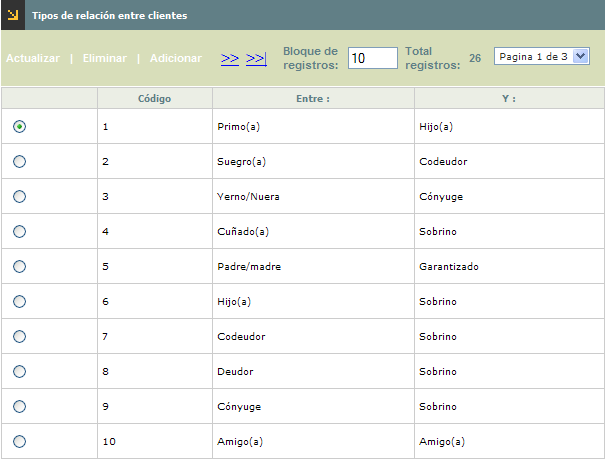 Tipos de relación entre clientes
Actualizar | Eliminar | Adicionar >> >>| Bloque de registros: 10 Total registros: 26 Pagina 1 de 3
Código Entre : Y :
1 Primo(a) Hijo(a)
2 Suegro(a) Codeudor
3 Yerno/Nuera Cónyuge
4 Cuñado(a) Sobrino
5 Padre/madre Garantizado
6 Hijo(a) Sobrino
7 Codeudor Sobrino
8 Deudor Sobrino
9 Cónyuge Sobrino
10 Amigo(a) Amigo(a)